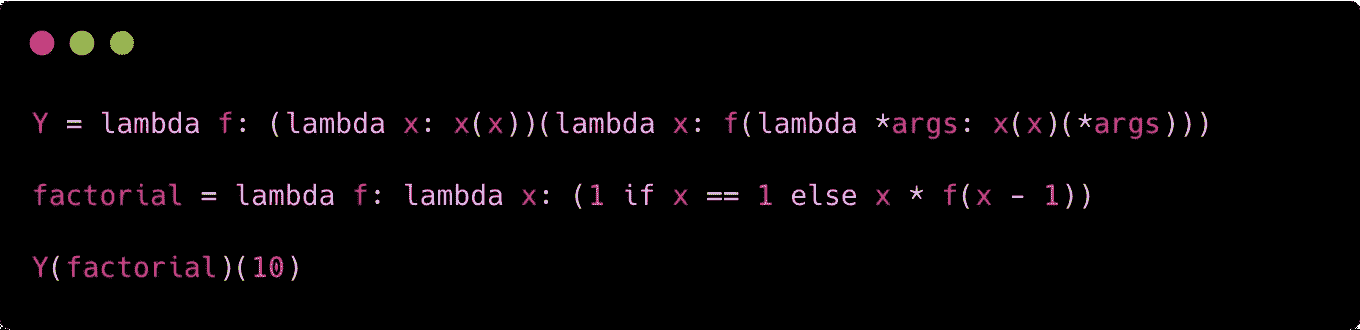 Y = lambda f: (lambda x: x(x))(lambda x: f(lambda *args: x(x)(*args)))
factorial = lambda f: lambda x: (1 if x == 1 else x * f(x - 1))
Y(factorial)(10)